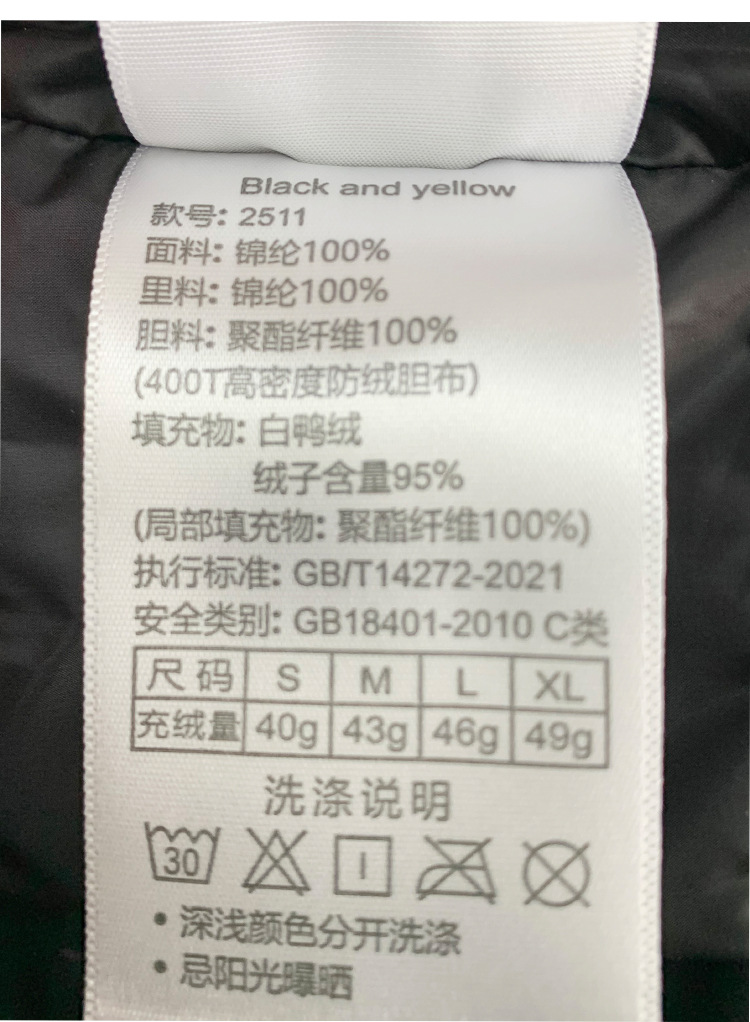 Black and yellow
款号: 2511
面料: 锦纶100%
里料: 锦纶100%
胆料: 聚酯纤维100%
(400T高密度防绒胆布)
填充物: 白鸭绒
绒子含量95%
(局部填充物: 聚酯纤维100%)
执行标准: GB/T14272-2021
安全类别: GB18401-2010 C类
尺码 S M L XL
充绒量 40g 43g 46g 49g
洗涤说明
30
• 深浅颜色分开洗涤
• 忌阳光曝晒